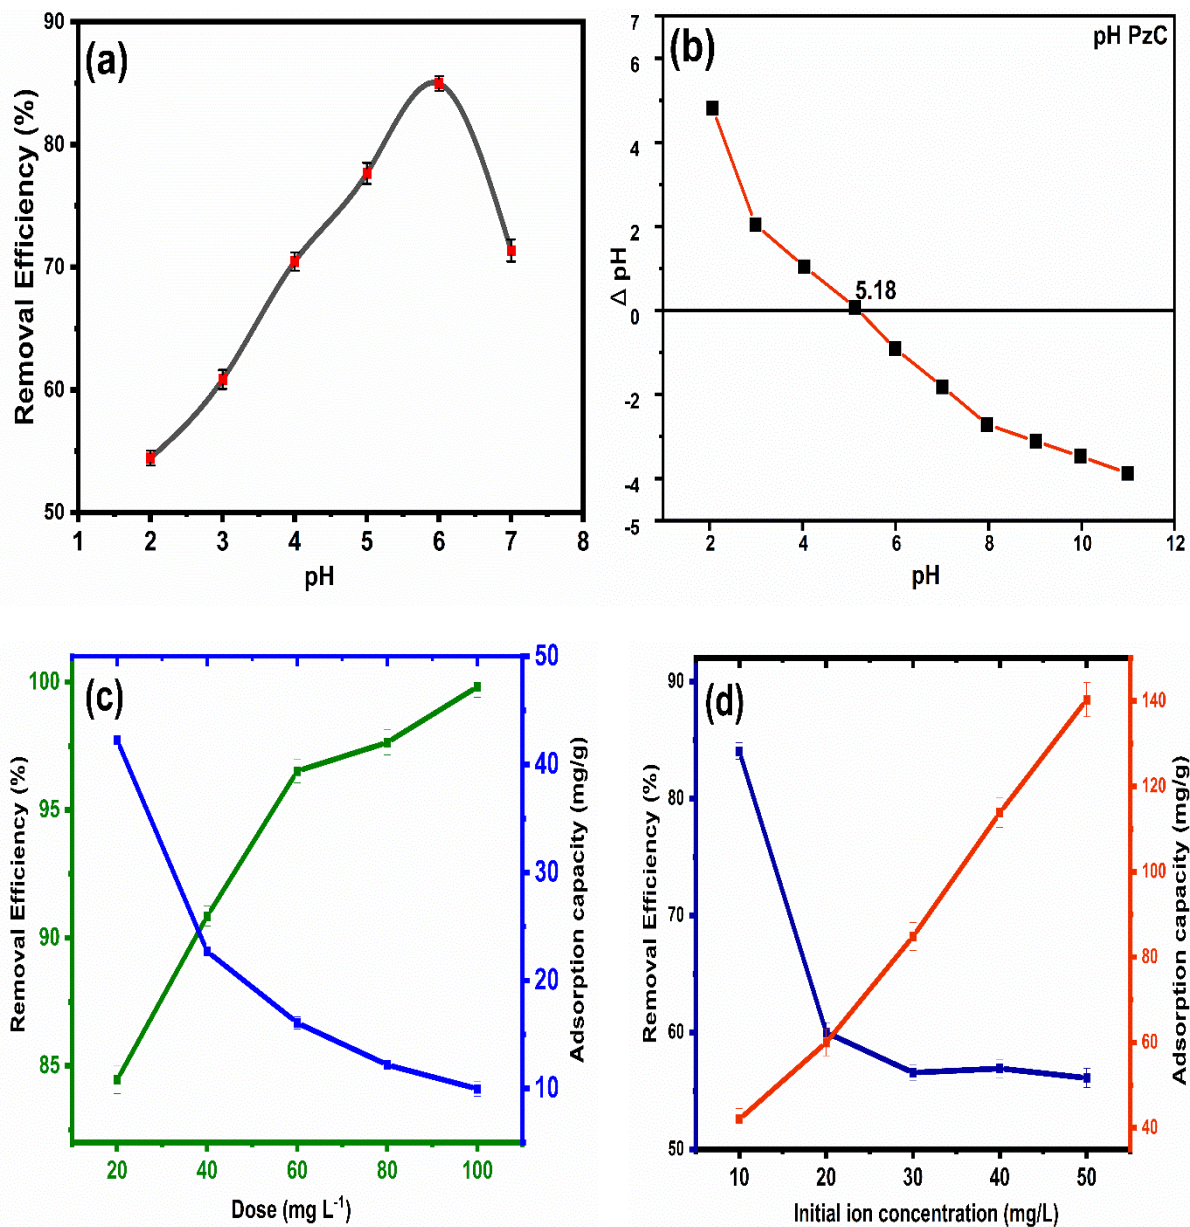 (a)
Removal Efficiency (%)
90
80
70
60
50
1 2 3 4 5 6 7 8
pH
(b)
pH PzC
Δ pH
7
6
4
2
0
-2
-4
-5
5.18
2 4 6 8 10 12
pH
(c)
Removal Efficiency (%)
100
95
90
85
Adsorption capacity (mg/g)
50
40
30
20
10
20 40 60 80 100
Dose (mg L⁻¹)
(d)
Removal Efficiency (%)
90
80
70
60
50
Adsorption capacity (mg/g)
140
120
100
80
60
40
10 20 30 40 50
Initial ion concentration (mg/L)